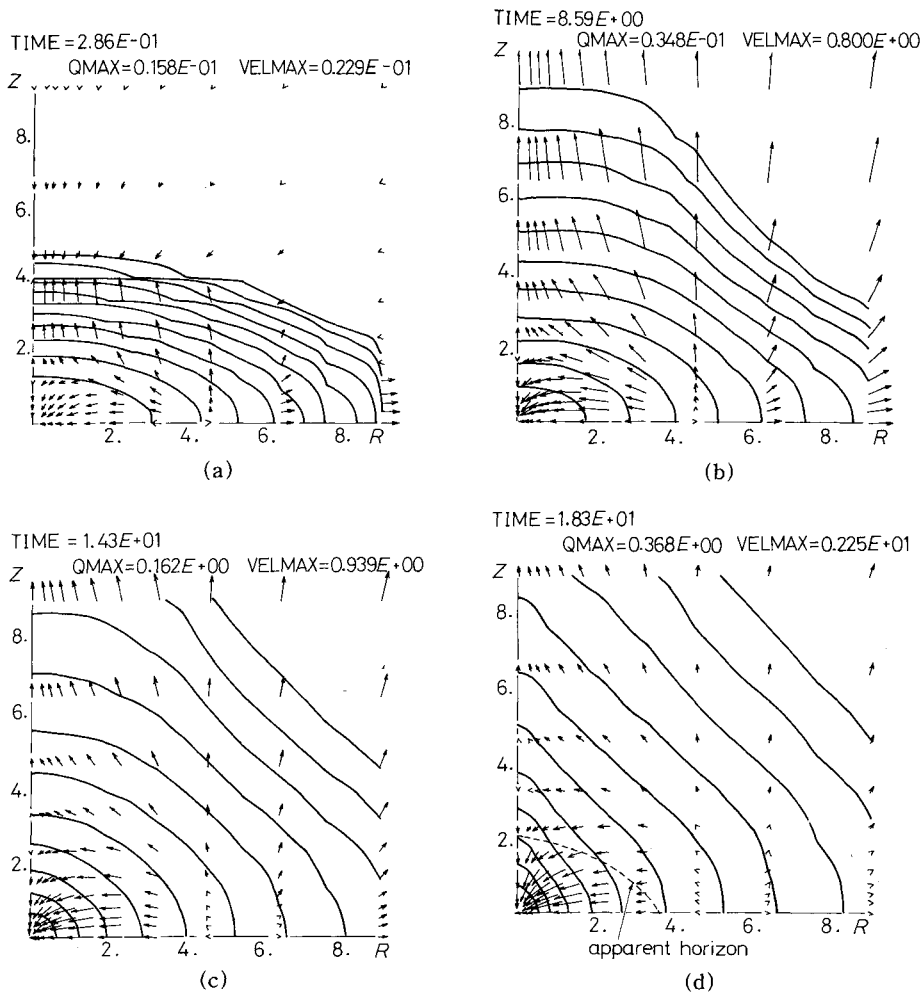 TIME = 2.86E-01
QMAX=0.158E-01 VELMAX=0.229E-01
Z
8.
6.
4.
2.
2. 4. 6. 8. R
(a)
TIME = 8.59E+00
QMAX=0.348E-01 VELMAX=0.800E+00
Z
8.
6.
4.
2.
2. 4. 6. 8. R
(b)
TIME = 1.43E+01
QMAX=0.162E+00 VELMAX=0.939E+00
Z
8.
6.
4.
2.
2. 4. 6. 8. R
(c)
TIME = 1.83E+01
QMAX=0.368E+00 VELMAX=0.225E+01
Z
8.
6.
4.
2.
2. 4. 6. 8. R
apparent horizon
(d)